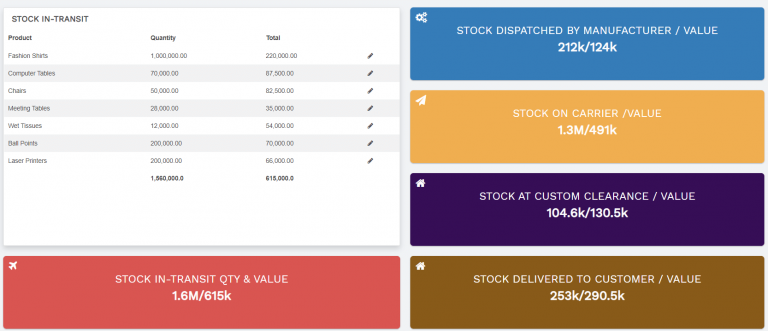 STOCK IN-TRANSIT
Product Quantity Total
Fashion Shirts 1,000,000.00 220,000.00
Computer Tables 70,000.00 87,500.00
Chairs 50,000.00 82,500.00
Meeting Tables 28,000.00 35,000.00
Wet Tissues 12,000.00 54,000.00
Ball Points 200,000.00 70,000.00
Laser Printers 200,000.00 66,000.00
1,560,000.0 615,000.0
STOCK IN-TRANSIT QTY & VALUE
1.6M/615k
STOCK DISPATCHED BY MANUFACTURER / VALUE
212k/124k
STOCK ON CARRIER /VALUE
1.3M/491k
STOCK AT CUSTOM CLEARANCE / VALUE
104.6k/130.5k
STOCK DELIVERED TO CUSTOMER / VALUE
253k/290.5k